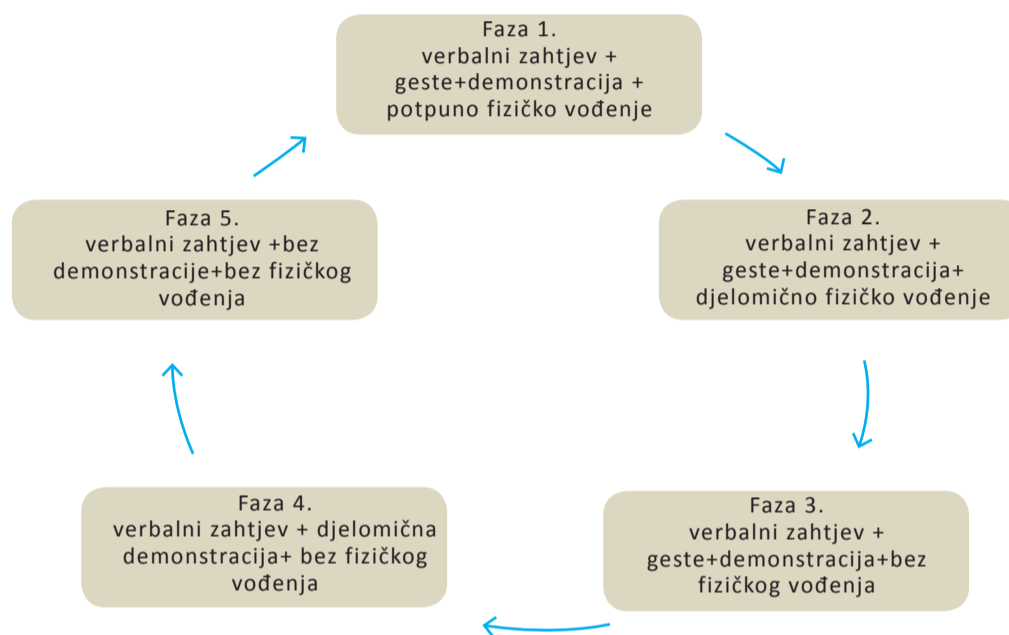 Faza 1.
verbalni zahtjev +
geste+demonstracija +
potpuno fizičko vođenje
Faza 2.
verbalni zahtjev +
geste+demonstracija+
djelomično fizičko vođenje
Faza 3.
verbalni zahtjev +
geste+demonstracija+bez
fizičkog vođenja
Faza 4.
verbalni zahtjev + djelomična
demonstracija+ bez fizičkog
vođenja
Faza 5.
verbalni zahtjev +bez
demonstracije+bez fizičkog
vođenja